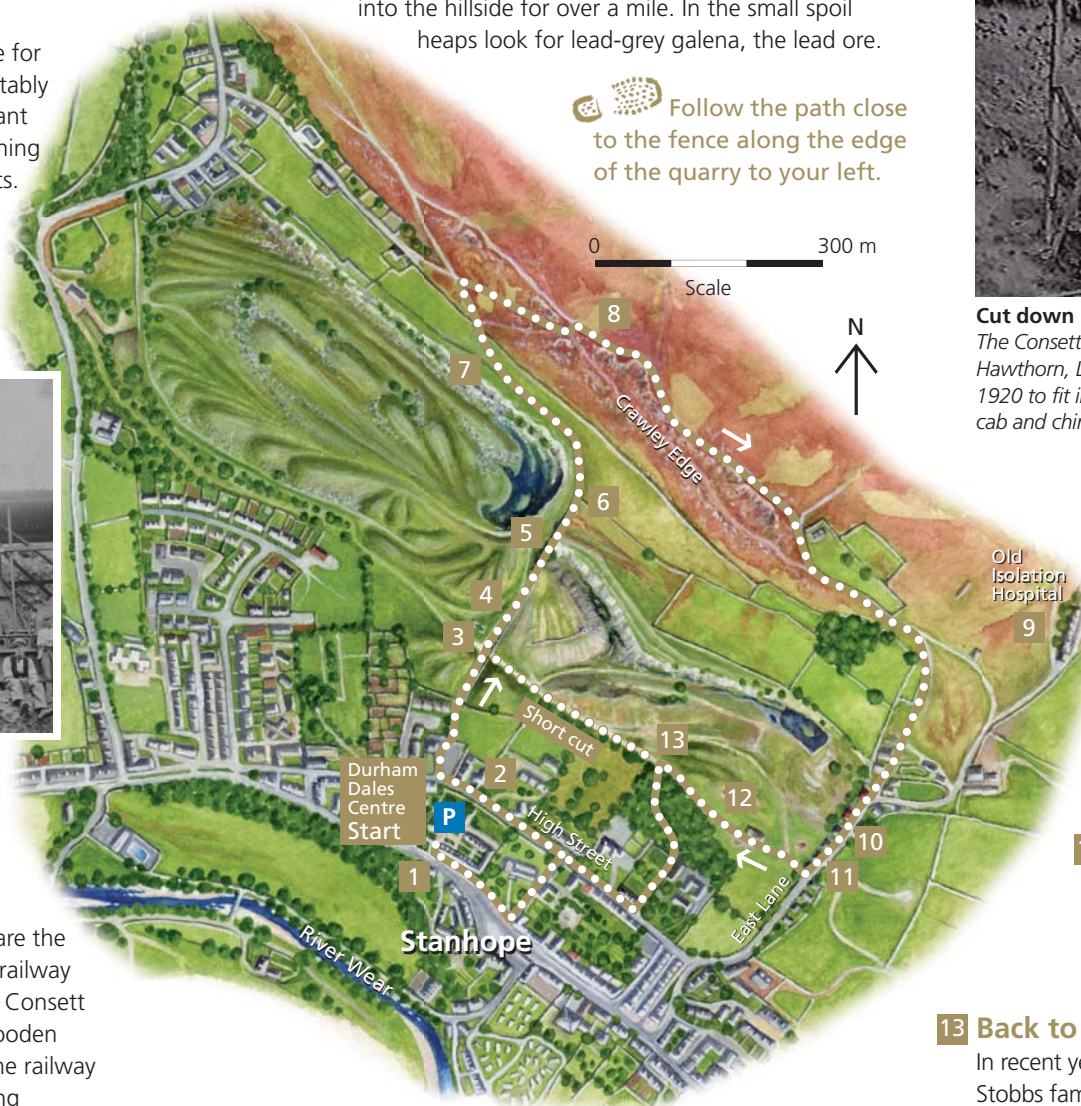 into the hillside for over a mile. In the small spoil
heaps look for lead-grey galena, the lead ore.
Follow the path close
to the fence along the edge
of the quarry to your left.
e for
tably
ant
ning
ts.
0 300 m
Scale
N
Cut down
The Consett
Hawthorn, L
1920 to fit i
cab and chi
8
7
Crawley Edge
6
5
4
3
Old
Isolation
Hospital
9
Short cut
13
2
12
Durham
Dales
Centre
Start
P
High Street
10
1
11
East Lane
1
Stanhope
River Wear
are the
railway
Consett
ooden
he railway
ng
13 Back to
In recent ye
Stobbs fam